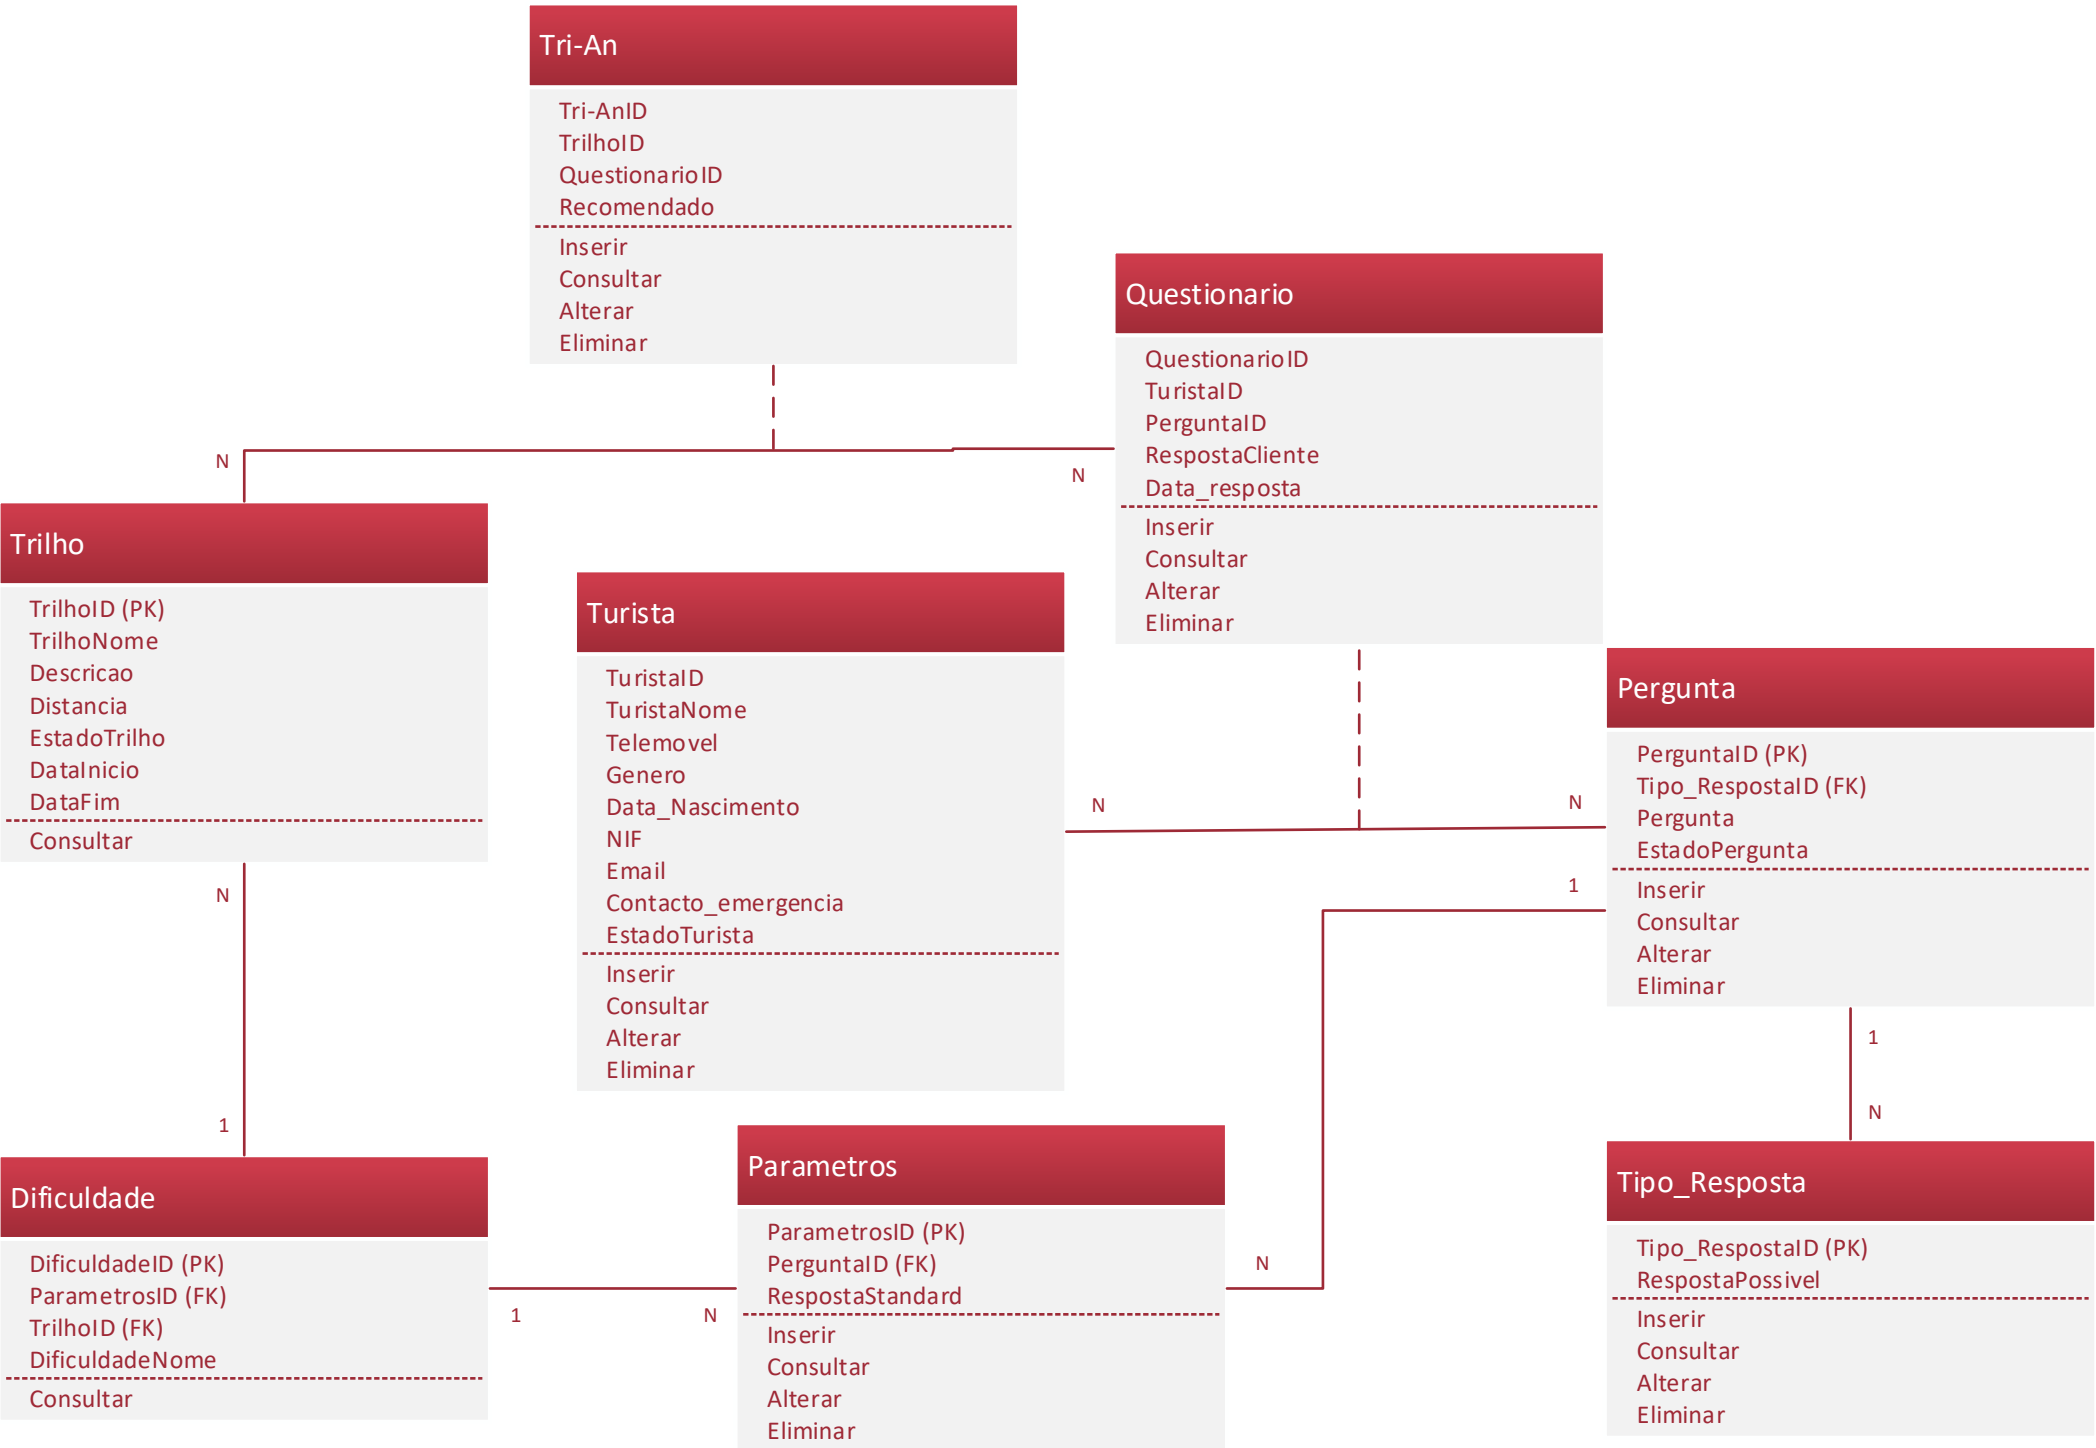 Tri-An
Tri-AnID
TrilhoID
QuestionarioID
Recomendado
Inserir
Consultar
Alterar
Eliminar
Questionario
QuestionarioID
TuristaID
PerguntaID
RespostaCliente
Data_resposta
Inserir
Consultar
Alterar
Eliminar
N
N
Trilho
TrilhoID (PK)
TrilhoNome
Descricao
Distancia
EstadoTrilho
DataInicio
DataFim
Consultar
Turista
TuristaID
TuristaNome
Telemovel
Genero
Data_Nascimento
NIF
Email
Contacto_emergencia
EstadoTurista
Inserir
Consultar
Alterar
Eliminar
N
N
Pergunta
PerguntaID (PK)
Tipo_RespostaID (FK)
Pergunta
EstadoPergunta
Inserir
Consultar
Alterar
Eliminar
1
N
1
1
N
Dificuldade
DificuldadeID (PK)
ParametrosID (FK)
TrilhoID (FK)
DificuldadeNome
Consultar
1
N
Parametros
ParametrosID (PK)
PerguntaID (FK)
RespostaStandard
Inserir
Consultar
Alterar
Eliminar
N
Tipo_Resposta
Tipo_RespostaID (PK)
RespostaPossivel
Inserir
Consultar
Alterar
Eliminar